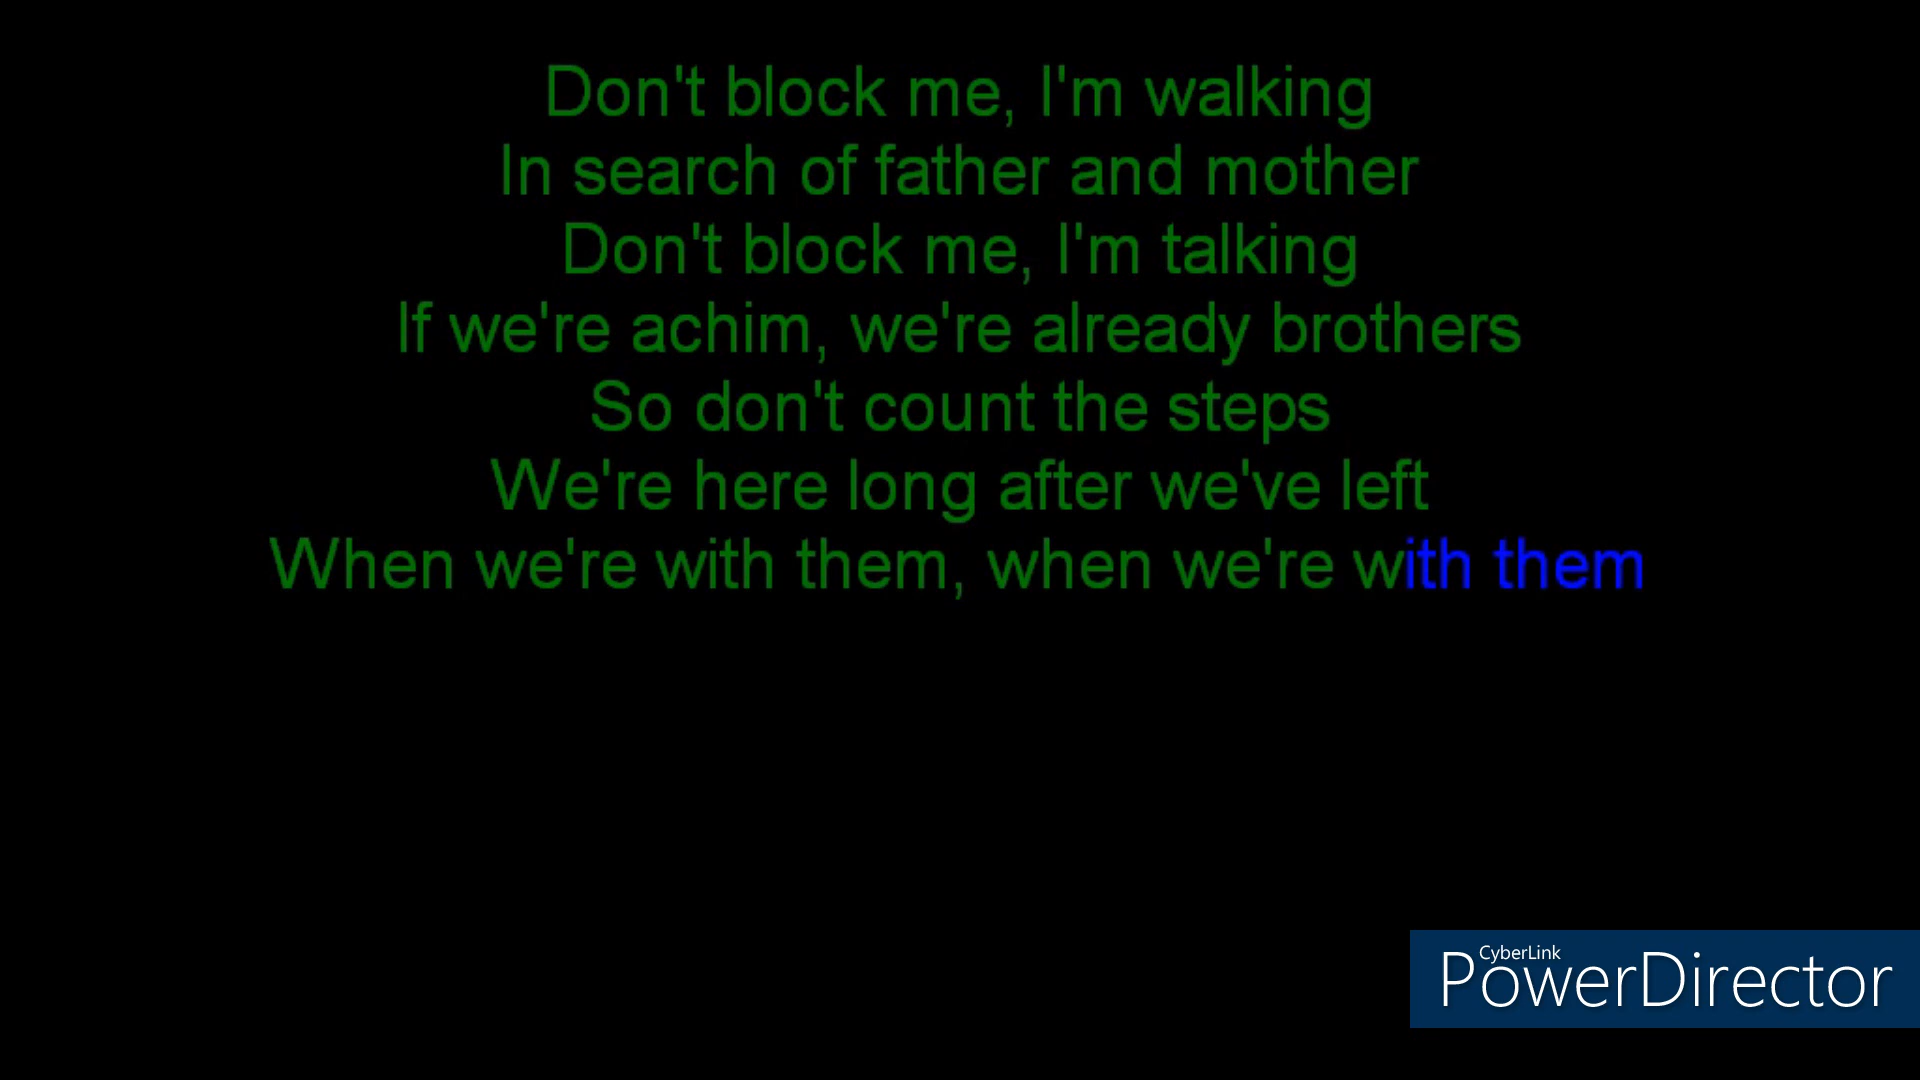 Don't block me, I'm walking
In search of father and mother
Don't block me, I'm talking
If we're achim, we're already brothers
So don't count the steps
We're here long after we've left
When we're with them, when we're with them
CyberLink
PowerDirector